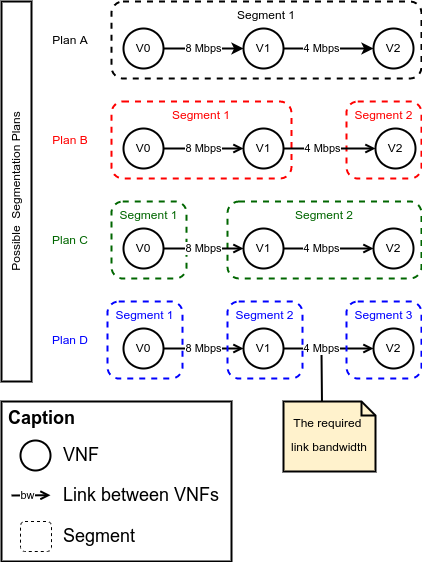 Possible Segmentation Plans
Plan A
Segment 1
V0
8 Mbps
V1
4 Mbps
V2
Plan B
Segment 1
Segment 2
V0
8 Mbps
V1
4 Mbps
V2
Plan C
Segment 1
Segment 2
V0
8 Mbps
V1
4 Mbps
V2
Plan D
Segment 1
Segment 2
Segment 3
V0
8 Mbps
V1
4 Mbps
V2
The required
link bandwidth
Caption
VNF
bw
Link between VNFs
Segment